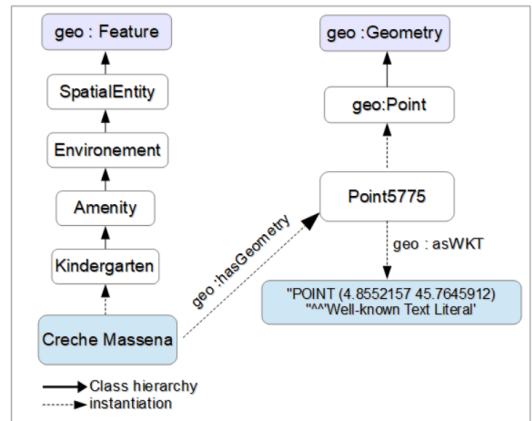 geo : Feature
SpatialEntity
Environement
Amenity
Kindergarten
Creche Massena
geo :hasGeometry
geo :Geometry
geo:Point
Point5775
geo : asWKT
"POINT (4.8552157 45.7645912)
"^^'Well-known Text Literal'
Class hierarchy
instantiation